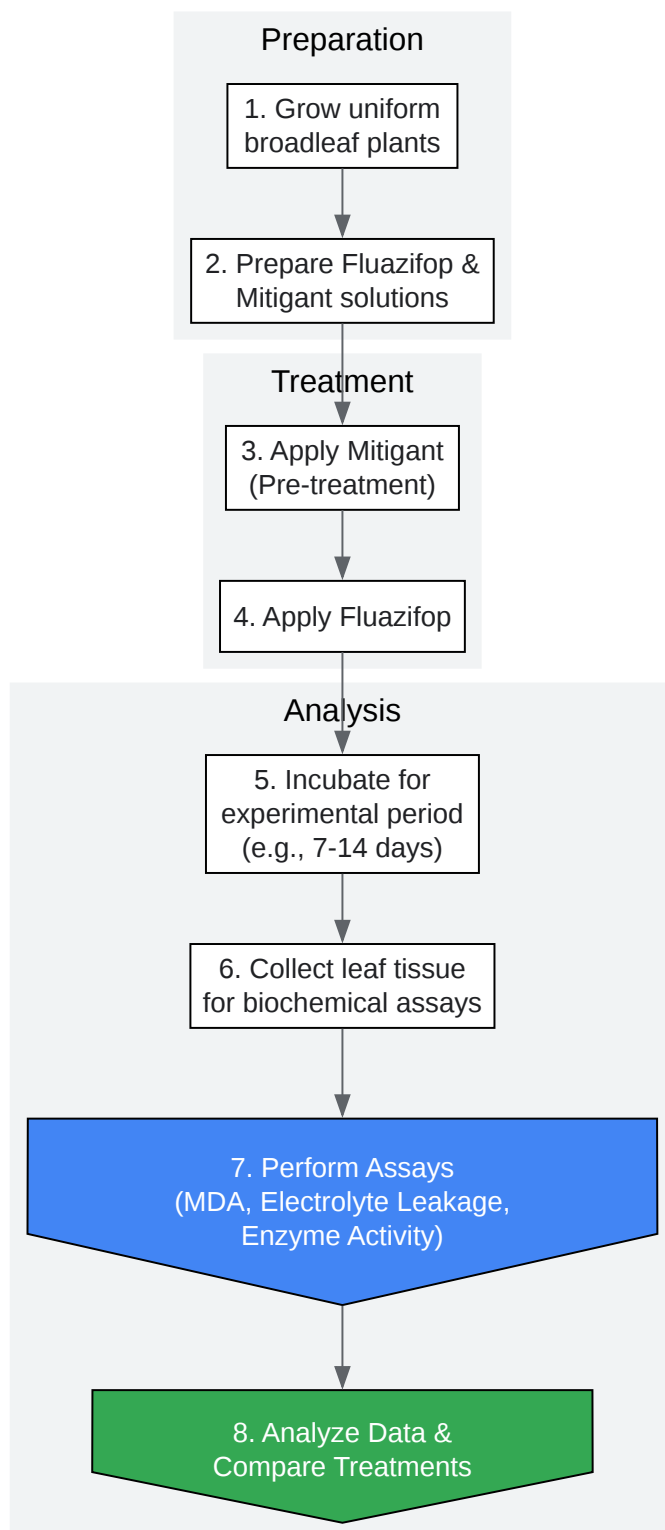 Preparation
1. Grow uniform
broadleaf plants
2. Prepare Fluazifop &
Mitigant solutions
Treatment
3. Apply Mitigant
(Pre-treatment)
4. Apply Fluazifop
Analysis
5. Incubate for
experimental period
(e.g., 7-14 days)
6. Collect leaf tissue
for biochemical assays
7. Perform Assays
(MDA, Electrolyte Leakage,
Enzyme Activity)
8. Analyze Data &
Compare Treatments